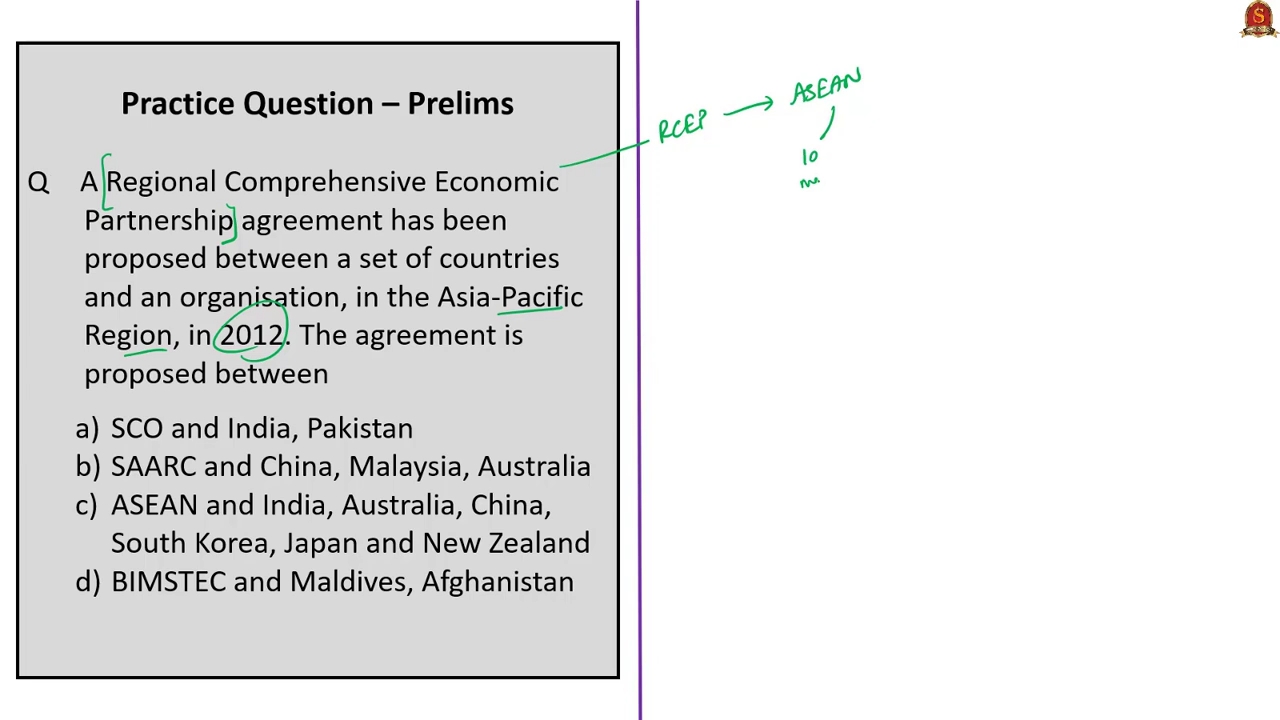 Practice Question – Prelims
Q A Regional Comprehensive Economic
Partnership agreement has been
proposed between a set of countries
and an organisation, in the Asia-Pacific
Region, in 2012. The agreement is
proposed between
a) SCO and India, Pakistan
b) SAARC and China, Malaysia, Australia
c) ASEAN and India, Australia, China,
South Korea, Japan and New Zealand
d) BIMSTEC and Maldives, Afghanistan
RCEP → ASEAN
10
S